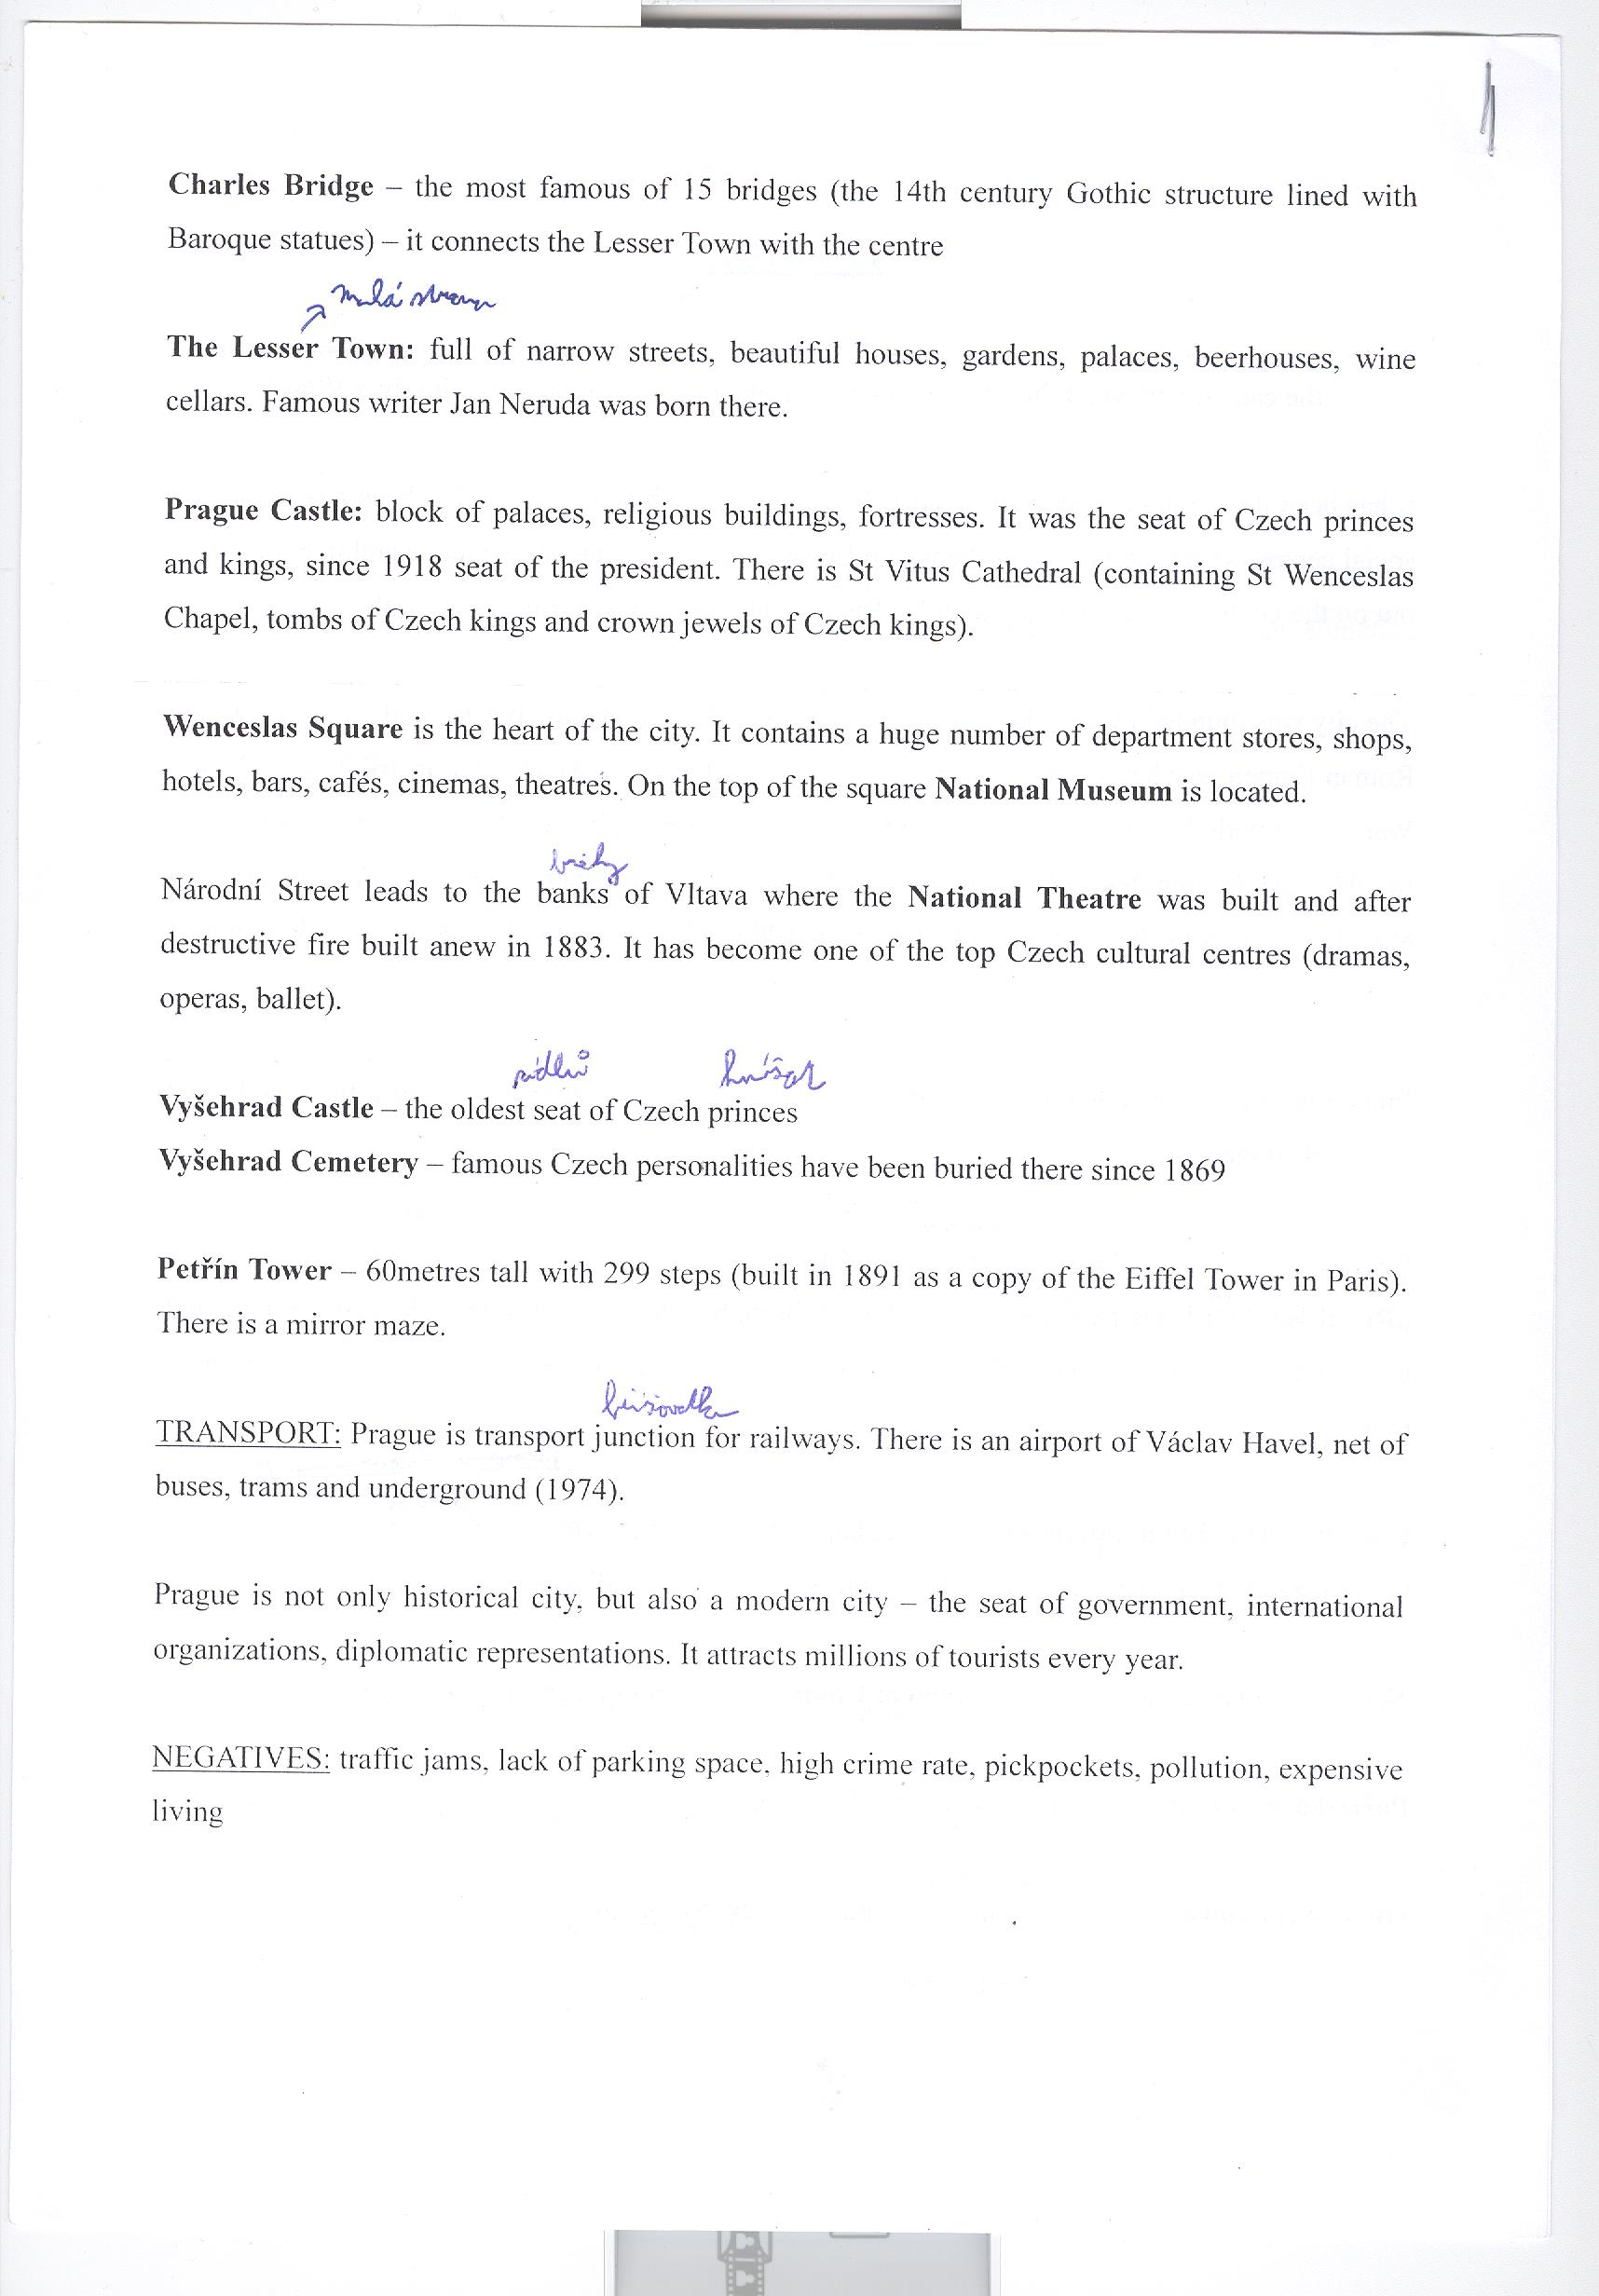 Charles Bridge – the most famous of 15 bridges (the 14th century Gothic structure lined with
Baroque statues) – it connects the Lesser Town with the centre
Malá strana
The Lesser Town: full of narrow streets, beautiful houses, gardens, palaces, beerhouses, wine
cellars. Famous writer Jan Neruda was born there.
Prague Castle: block of palaces, religious buildings, fortresses. It was the seat of Czech princes
and kings, since 1918 seat of the president. There is St Vitus Cathedral (containing St Wenceslas
Chapel, tombs of Czech kings and crown jewels of Czech kings).
Wenceslas Square is the heart of the city. It contains a huge number of department stores, shops,
hotels, bars, cafés, cinemas, theatres. On the top of the square National Museum is located.
břehy
Národní Street leads to the banks of Vltava where the National Theatre was built and after
destructive fire built anew in 1883. It has become one of the top Czech cultural centres (dramas,
operas, ballet).
Vyšehrad Castle – the oldest seat of Czech princes
Vyšehrad Cemetery – famous Czech personalities have been buried there since 1869
Petřín Tower – 60metres tall with 299 steps (built in 1891 as a copy of the Eiffel Tower in Paris).
There is a mirror maze.
křižovatka
TRANSPORT: Prague is transport junction for railways. There is an airport of Václav Havel, net of
buses, trams and underground (1974).
Prague is not only historical city, but also a modern city – the seat of government, international
organizations, diplomatic representations. It attracts millions of tourists every year.
NEGATIVES: traffic jams, lack of parking space, high crime rate, pickpockets, pollution, expensive
living